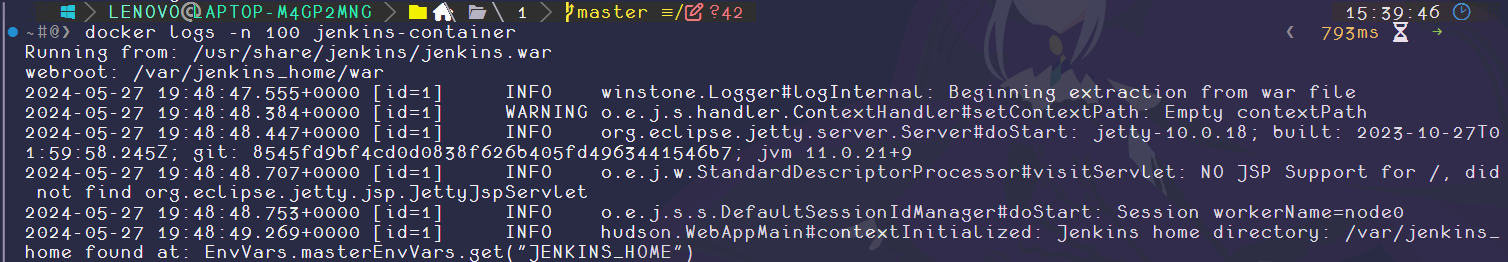 LENOVO@LAPTOP-M4GP2MNG \ \ 1 master ≡/ ?42 15:39:46
~#@❯ docker logs -n 100 jenkins-container ❮ 793ms
Running from: /usr/share/jenkins/jenkins.war
webroot: /var/jenkins_home/war
2024-05-27 19:48:47.555+0000 [id=1] INFO winstone.Logger#logInternal: Beginning extraction from war file
2024-05-27 19:48:48.384+0000 [id=1] WARNING o.e.j.s.handler.ContextHandler#setContextPath: Empty contextPath
2024-05-27 19:48:48.447+0000 [id=1] INFO org.eclipse.jetty.server.Server#doStart: jetty-10.0.18; built: 2023-10-27T0
1:59:58.245Z; git: 8545fd9bf4cd0d0838f626b405fd4963441546b7; jvm 11.0.21+9
2024-05-27 19:48:48.707+0000 [id=1] INFO o.e.j.w.StandardDescriptorProcessor#visitServlet: NO JSP Support for /, did
not find org.eclipse.jetty.jsp.JettyJspServlet
2024-05-27 19:48:48.753+0000 [id=1] INFO o.e.j.s.s.DefaultSessionIdManager#doStart: Session workerName=node0
2024-05-27 19:48:49.269+0000 [id=1] INFO hudson.WebAppMain#contextInitialized: Jenkins home directory: /var/jenkins_
home found at: EnvVars.masterEnvVars.get("JENKINS_HOME")